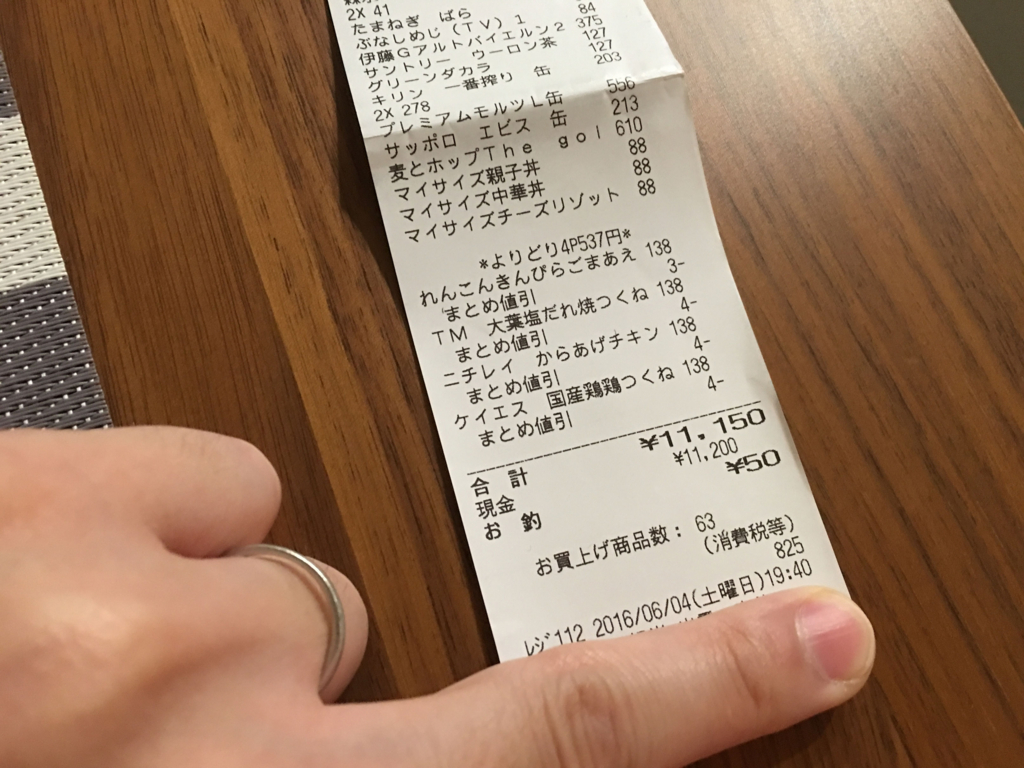 2X 41
たまねぎ ばら 84
ぶなしめじ(TV)1
伊藤Gアルトバイエルン2 375
サントリー ウーロン茶 127
グリーンダカラ 127
キリン 一番搾り 缶 203
2X 278
プレミアムモルツL缶 556
サッポロ エビス 缶 213
麦とホップThe gol 610
マイサイズ親子丼 88
マイサイズ中華丼 88
マイサイズチーズリゾット 88
*よりどり4P537円*
れんこんきんぴらごまあえ 138
まとめ値引 3-
TM 大葉塩だれ焼つくね 138
まとめ値引 4-
ニチレイ からあげチキン 138
まとめ値引 4-
ケイエス 国産鶏鶏つくね 138
まとめ値引 4-
合計 ¥11,150
現金 ¥11,200
お釣 ¥50
お買上げ商品数: 63
(消費税等)
825
レジ112 2016/06/04(土曜日)19:40